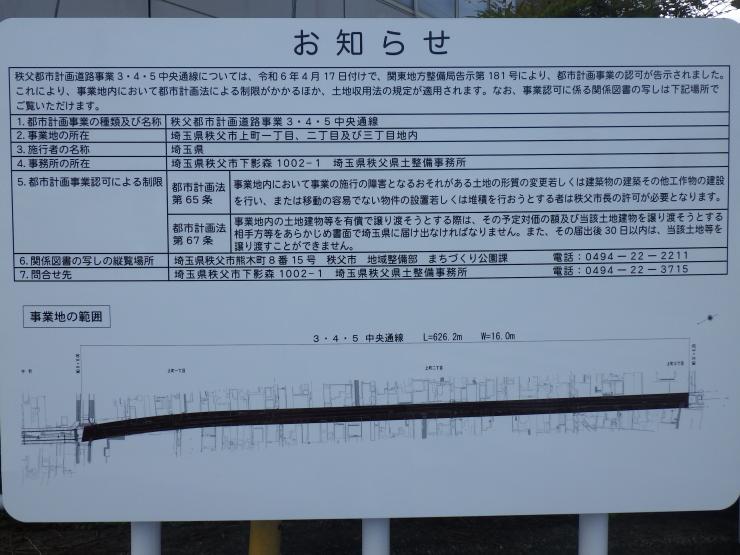 お知らせ
秩父都市計画道路事業3・4・5中央通線については、令和6年4月17日付けで、関東地方整備局告示第181号により、都市計画事業の認可が告示されました。
これにより、事業地内において都市計画法による制限がかかるほか、土地収用法の規定が適用されます。なお、事業認可に係る関係図書の写しは下記場所で
ご覧いただけます。
1.都市計画事業の種類及び名称 秩父都市計画道路事業3・4・5中央通線
2.事業地の所在 埼玉県秩父市上町一丁目、二丁目及び三丁目地内
3.施行者の名称 埼玉県
4.事務所の所在 埼玉県秩父市下影森1002-1 埼玉県秩父県土整備事務所
5.都市計画事業認可による制限
都市計画法
第65条
事業地内において事業の施行の障害となるおそれがある土地の形質の変更若しくは建築物の建築その他工作物の建設
を行い、または移動の容易でない物件の設置若しくは堆積を行おうとする者は秩父市長の許可が必要となります。
都市計画法
第67条
事業地内の土地建物等を有償で譲り渡そうとする際は、その予定対価の額及び当該土地建物を譲り渡そうとする
相手方等をあらかじめ書面で埼玉県に届け出なければなりません。また、その届出後30日以内は、当該土地等を
譲り渡すことができません。
6.関係図書の写しの縦覧場所 埼玉県秩父市熊木町8番15号 秩父市 地域整備部 まちづくり公園課 電話:0494-22-2211
7.問合せ先 埼玉県秩父市下影森1002-1 埼玉県秩父県土整備事務所 電話:0494-22-3715
事業地の範囲
3・4・5 中央通線 L=626.2m W=16.0m
上町一丁目
上町二丁目
上町三丁目